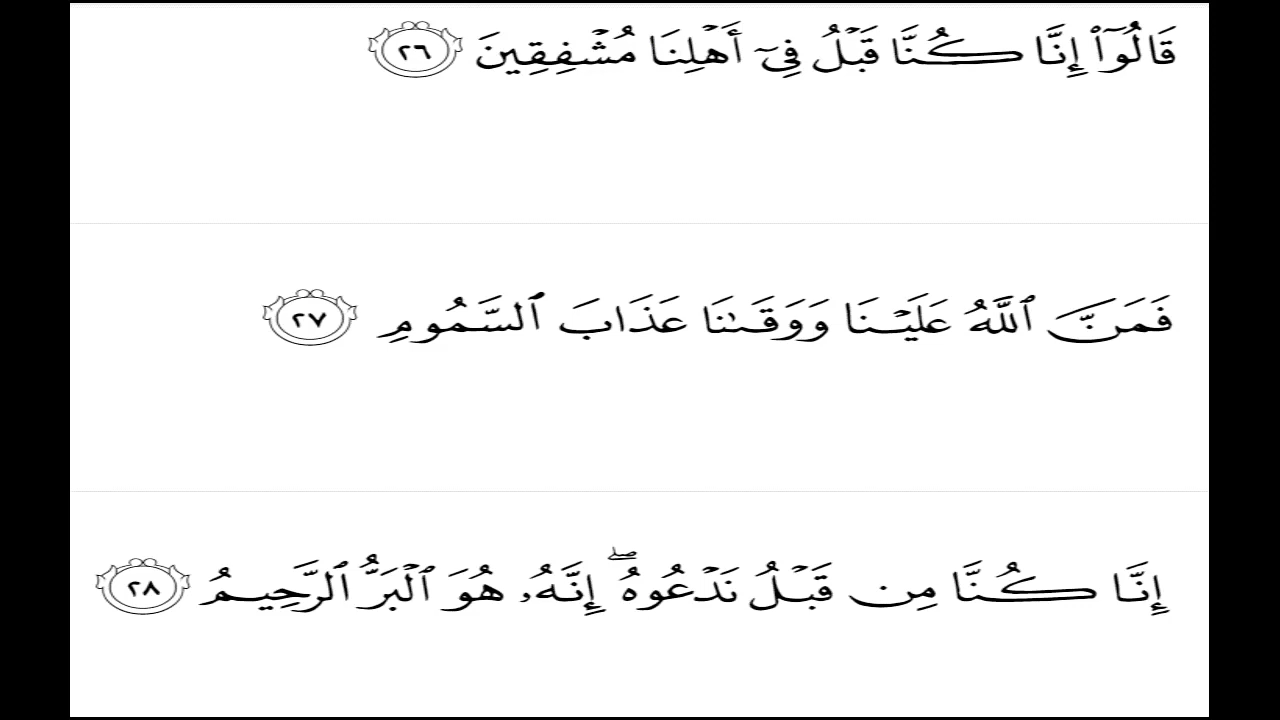 قَالُوٓا۟ إِنَّا كُنَّا قَبْلُ فِىٓ أَهْلِنَا مُشْفِقِينَ ٢٦
فَمَنَّ ٱللَّهُ عَلَيْنَا وَوَقَىٰنَا عَذَابَ ٱلسَّمُومِ ٢٧
إِنَّا كُنَّا مِن قَبْلُ نَدْعُوهُ ۖ إِنَّهُۥ هُوَ ٱلْبَرُّ ٱلرَّحِيمُ ٢٨